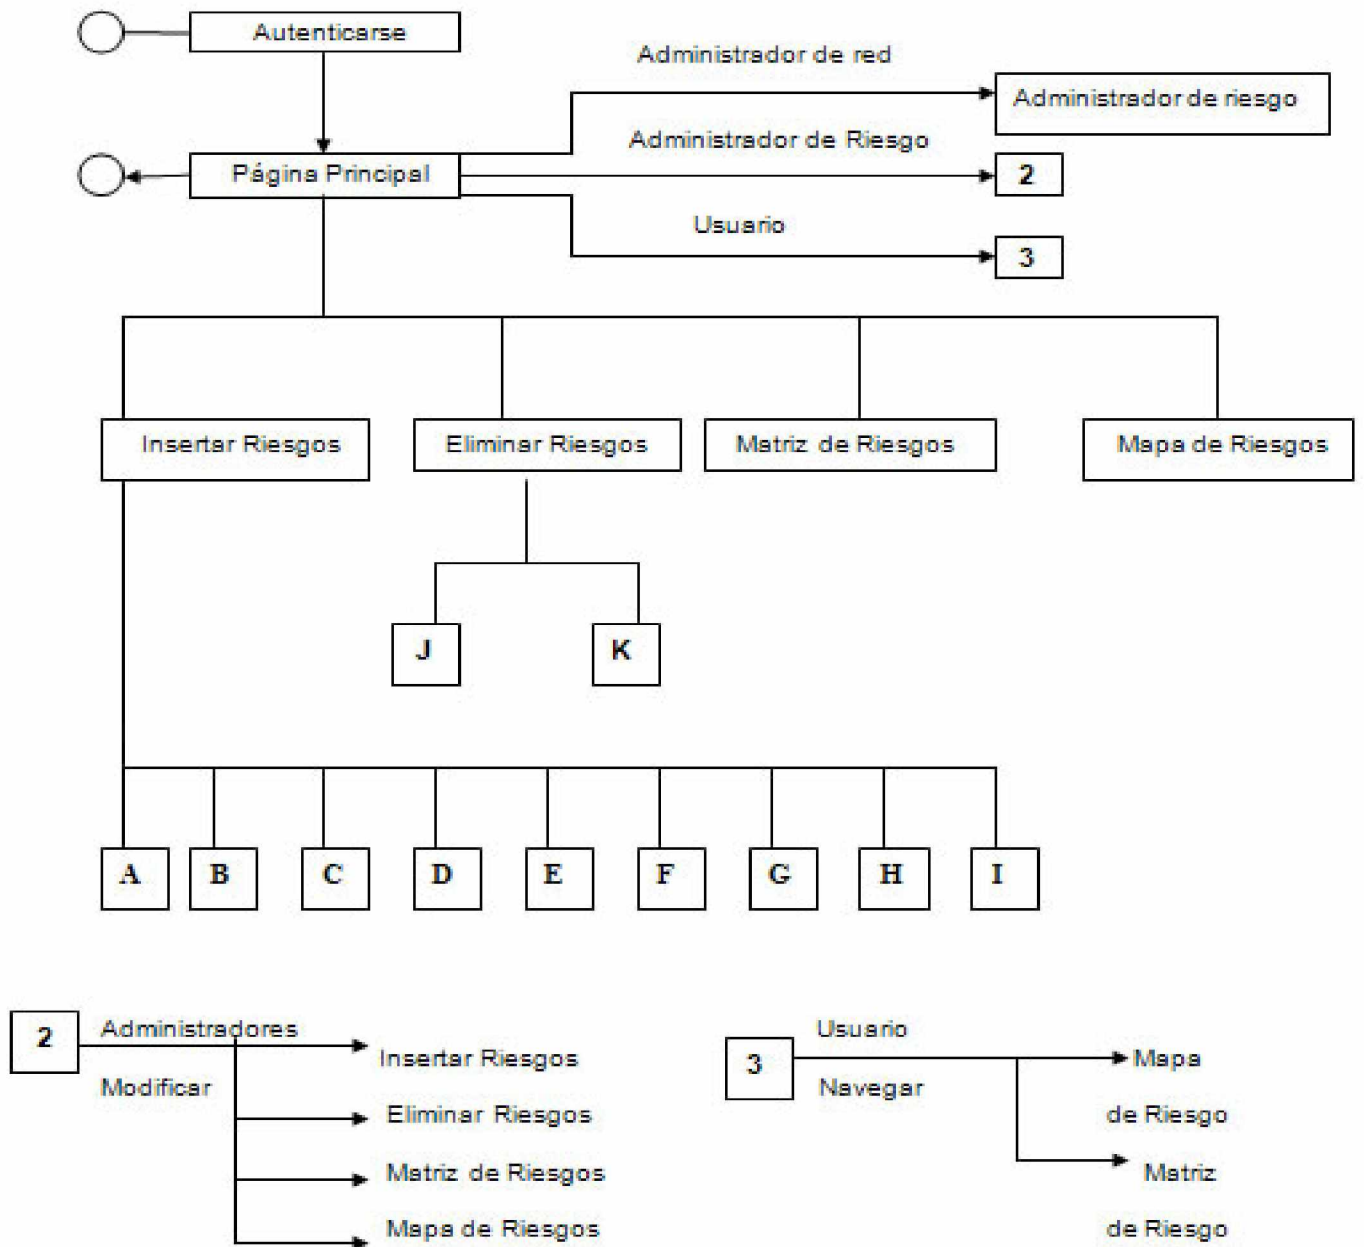 Autenticarse
Administrador de red
Administrador de riesgo
Administrador de Riesgo
Página Principal
2
Usuario
3
Insertar Riesgos
Eliminar Riesgos
Matriz de Riesgos
Mapa de Riesgos
J
K
A
B
C
D
E
F
G
H
I
2
Administradores
Modificar
Insertar Riesgos
Eliminar Riesgos
Matriz de Riesgos
Mapa de Riesgos
3
Usuario
Navegar
Mapa
de Riesgo
Matriz
de Riesgo